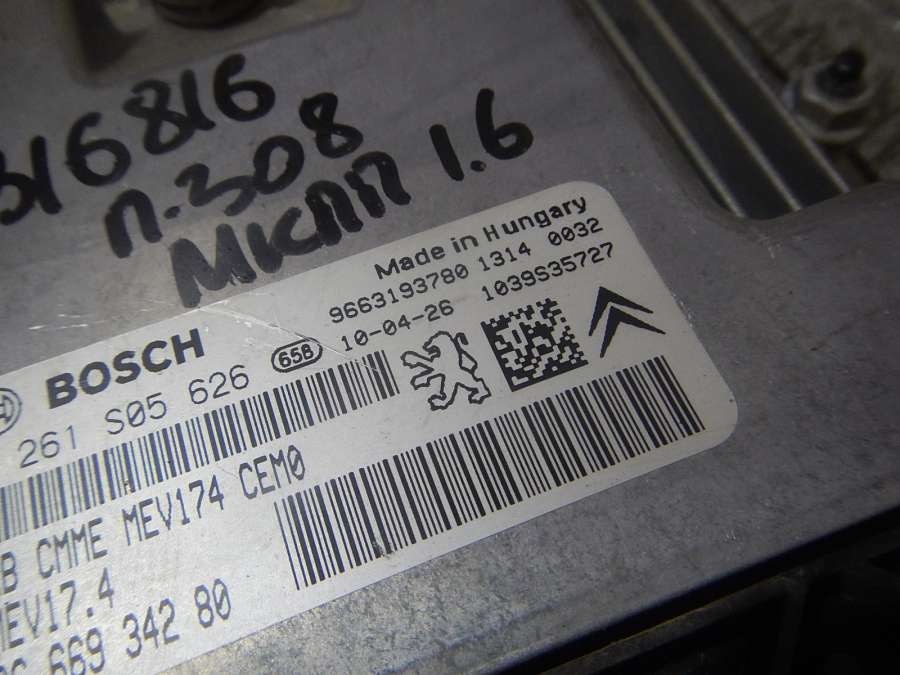 316816
п.308
МКПП 1.6
Made in Hungary
9663193780 1314 0032
10-04-26 1039S35727
BOSCH 658
261 S05 626
B CMME MEV174 CEM0
MEV17.4
669 342 80